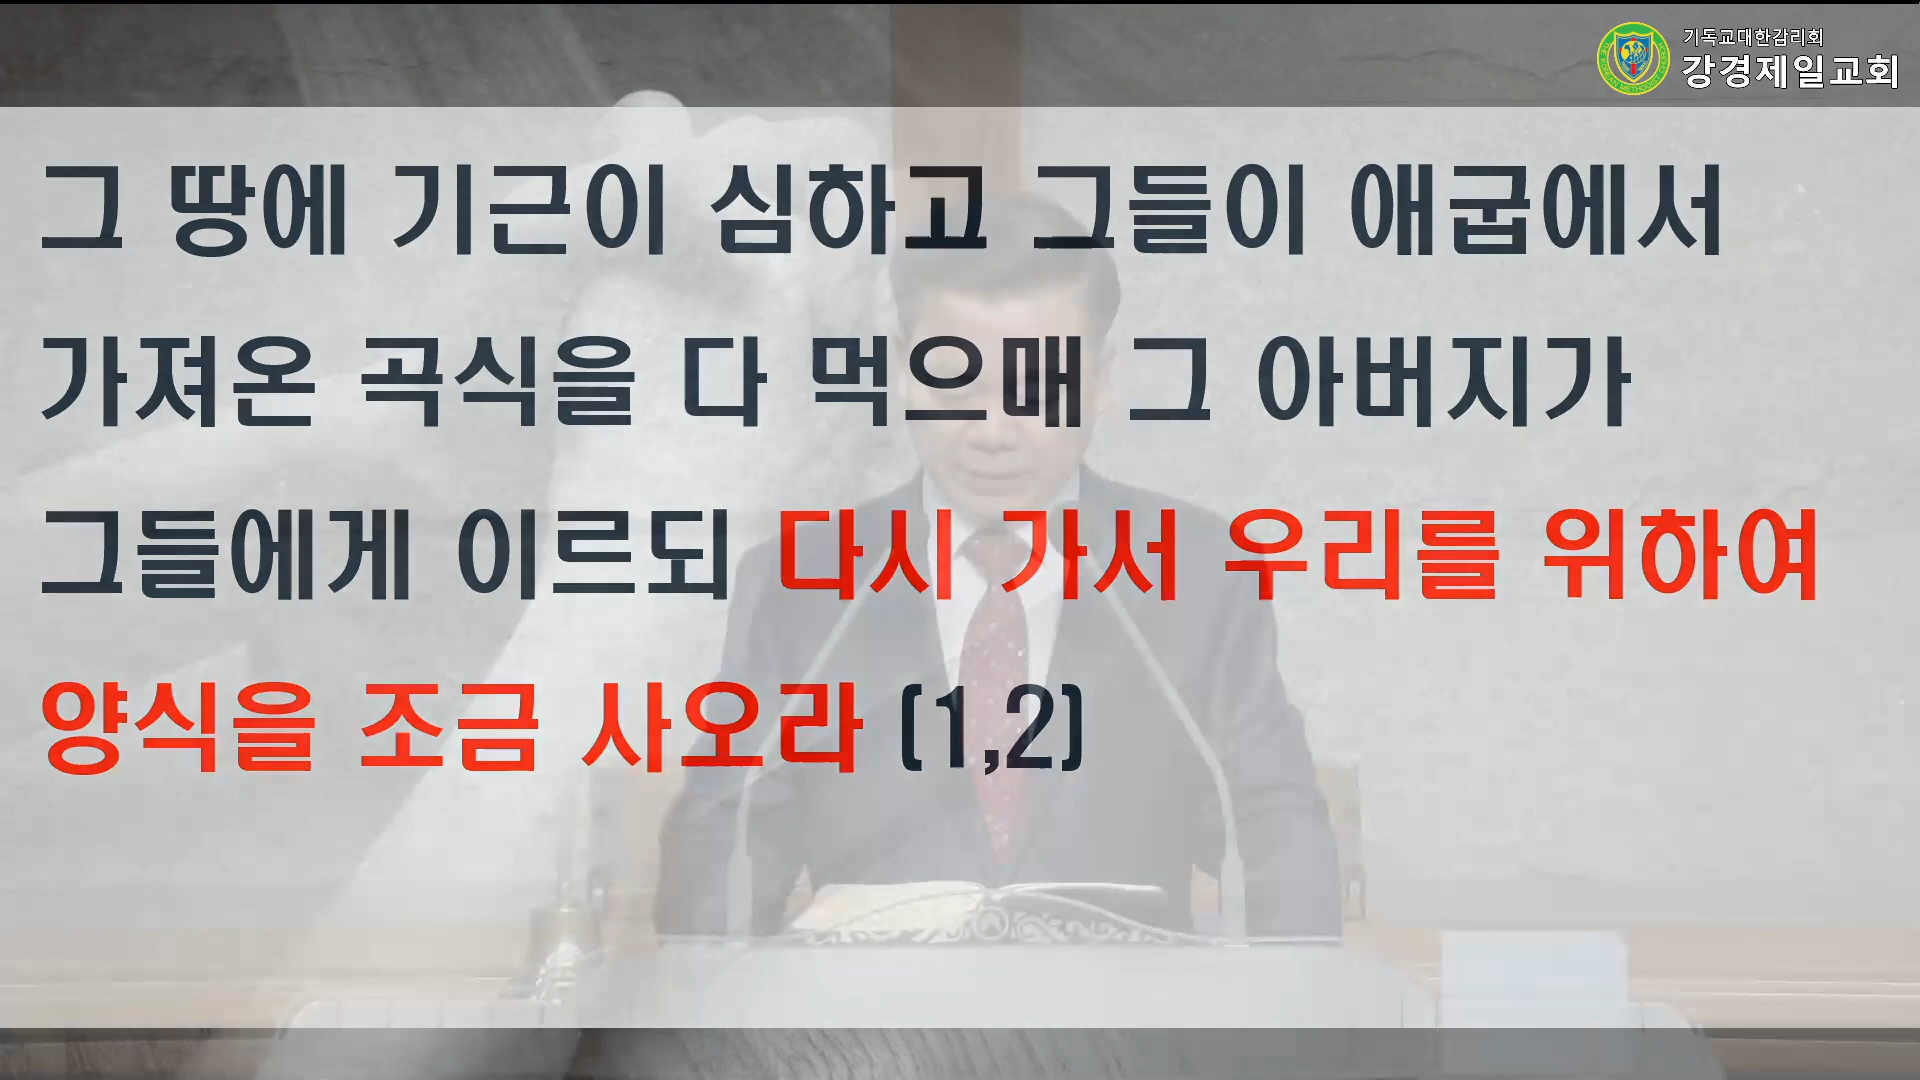 기독교대한감리회
강경제일교회
그 땅에 기근이 심하고 그들이 애굽에서
가져온 곡식을 다 먹으매 그 아버지가
그들에게 이르되 다시 가서 우리를 위하여
양식을 조금 사오라 (1,2)